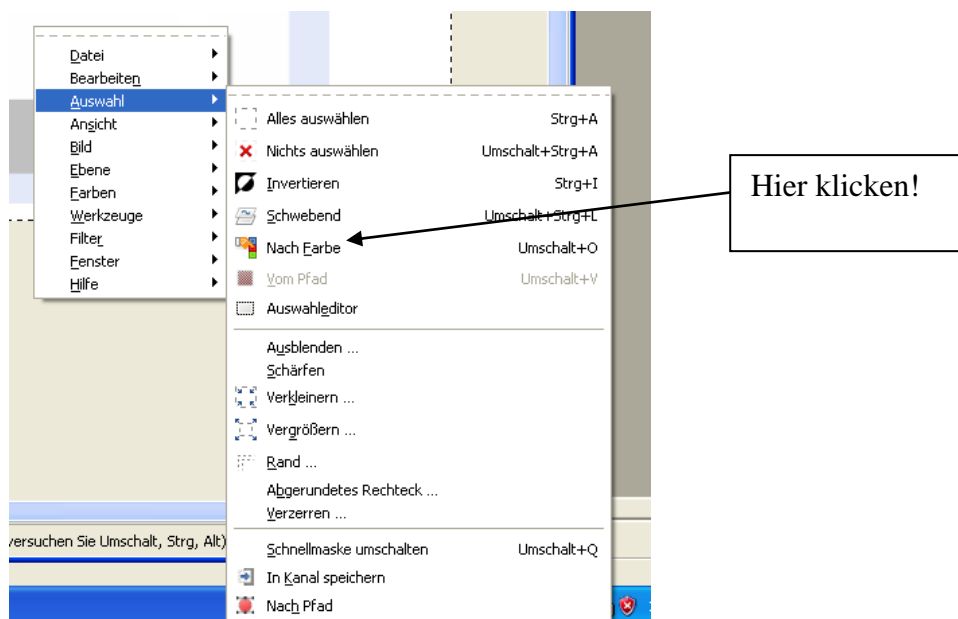 Datei
Bearbeiten
Auswahl
Ansicht
Bild
Ebene
Farben
Werkzeuge
Filter
Fenster
Hilfe
Alles auswählen Strg+A
Nichts auswählen Umschalt+Strg+A
Invertieren Strg+I
Schwebend Umschalt+Strg+L
Nach Farbe Umschalt+O
Vom Pfad Umschalt+V
Auswahleditor
Ausblenden ...
Schärfen
Verkleinern ...
Vergrößern ...
Rand ...
Abgerundetes Rechteck ...
Verzerren ...
Schnellmaske umschalten Umschalt+Q
In Kanal speichern
Nach Pfad
Hier klicken!
versuchen Sie Umschalt, Strg, Alt)